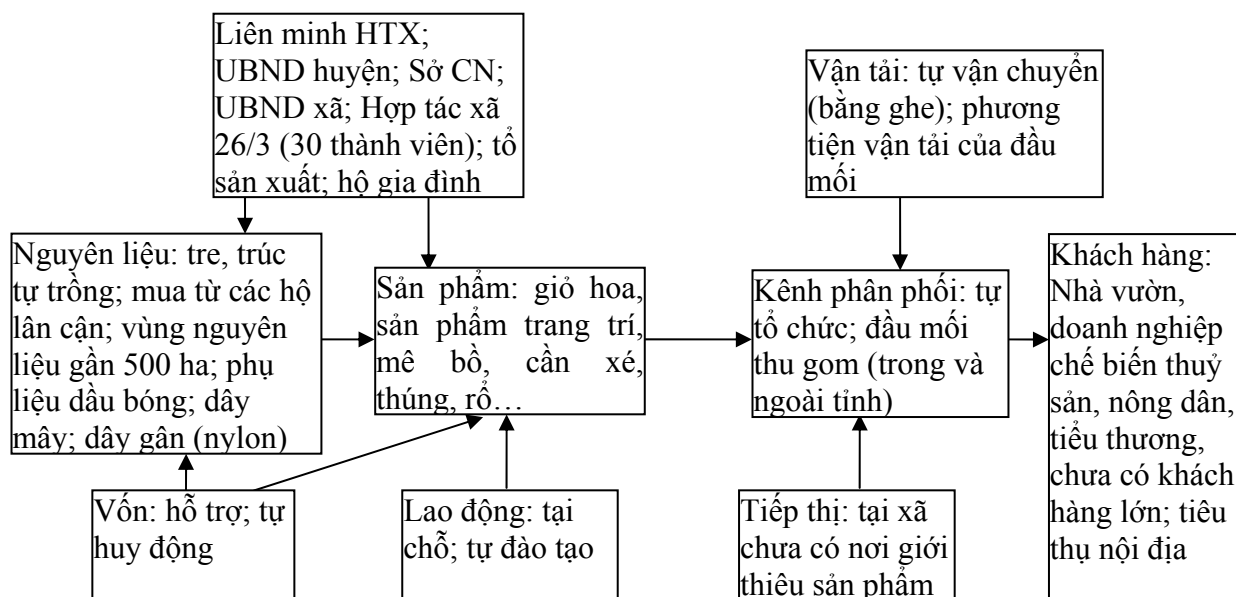 Liên minh HTX;
UBND huyện; Sở CN;
UBND xã; Hợp tác xã
26/3 (30 thành viên); tổ
sản xuất; hộ gia đình
Vận tải: tự vận chuyển
(bằng ghe); phương
tiện vận tải của đầu
mối
Nguyên liệu: tre, trúc
tự trồng; mua từ các hộ
lân cận; vùng nguyên
liệu gần 500 ha; phụ
liệu dầu bóng; dây
mây; dây gân (nylon)
Sản phẩm: giỏ hoa,
sản phẩm trang trí,
mê bồ, cần xé,
thúng, rổ…
Kênh phân phối: tự
tổ chức; đầu mối
thu gom (trong và
ngoài tỉnh)
Khách hàng:
Nhà vườn,
doanh nghiệp
chế biến thuỷ
sản, nông dân,
tiểu thương,
chưa có khách
hàng lớn; tiêu
thụ nội địa
Vốn: hỗ trợ; tự
huy động
Lao động: tại
chỗ; tự đào tạo
Tiếp thị: tại xã
chưa có nơi giới
thiệu sản phẩm